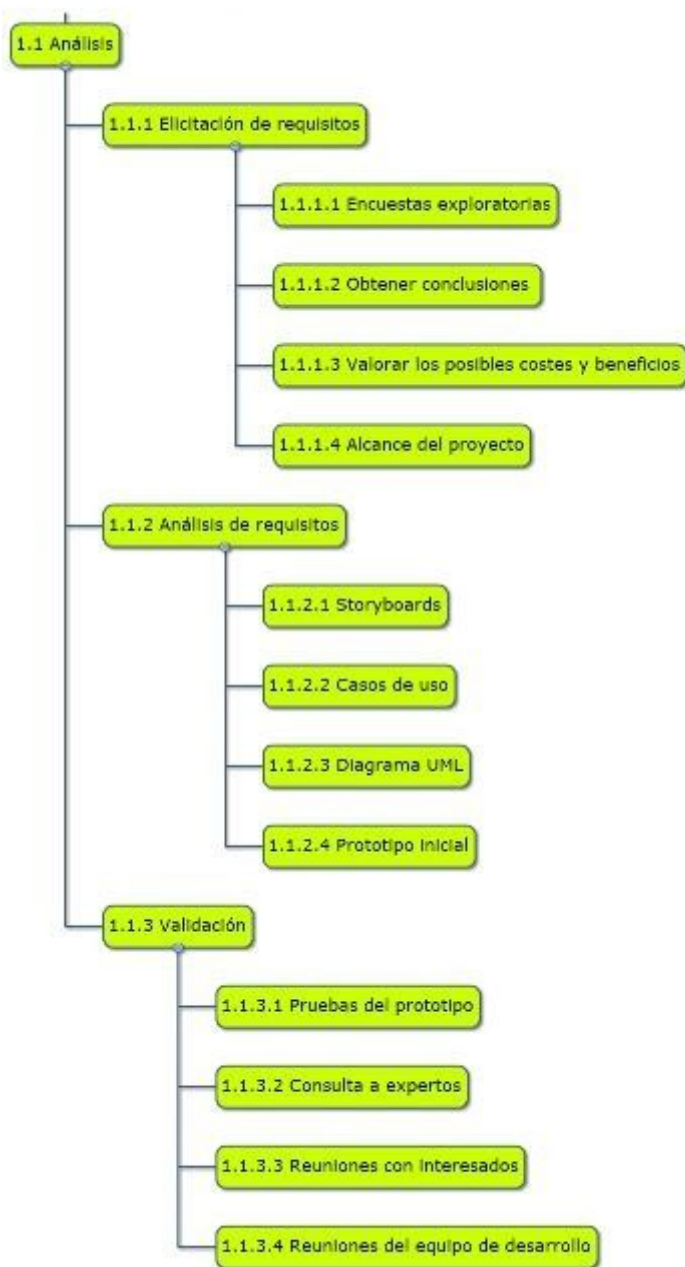 1.1 Análisis
1.1.1 Elicitación de requisitos
1.1.1.1 Encuestas exploratorias
1.1.1.2 Obtener conclusiones
1.1.1.3 Valorar los posibles costes y beneficios
1.1.1.4 Alcance del proyecto
1.1.2 Análisis de requisitos
1.1.2.1 Storyboards
1.1.2.2 Casos de uso
1.1.2.3 Diagrama UML
1.1.2.4 Prototipo inicial
1.1.3 Validación
1.1.3.1 Pruebas del prototipo
1.1.3.2 Consulta a expertos
1.1.3.3 Reuniones con interesados
1.1.3.4 Reuniones del equipo de desarrollo